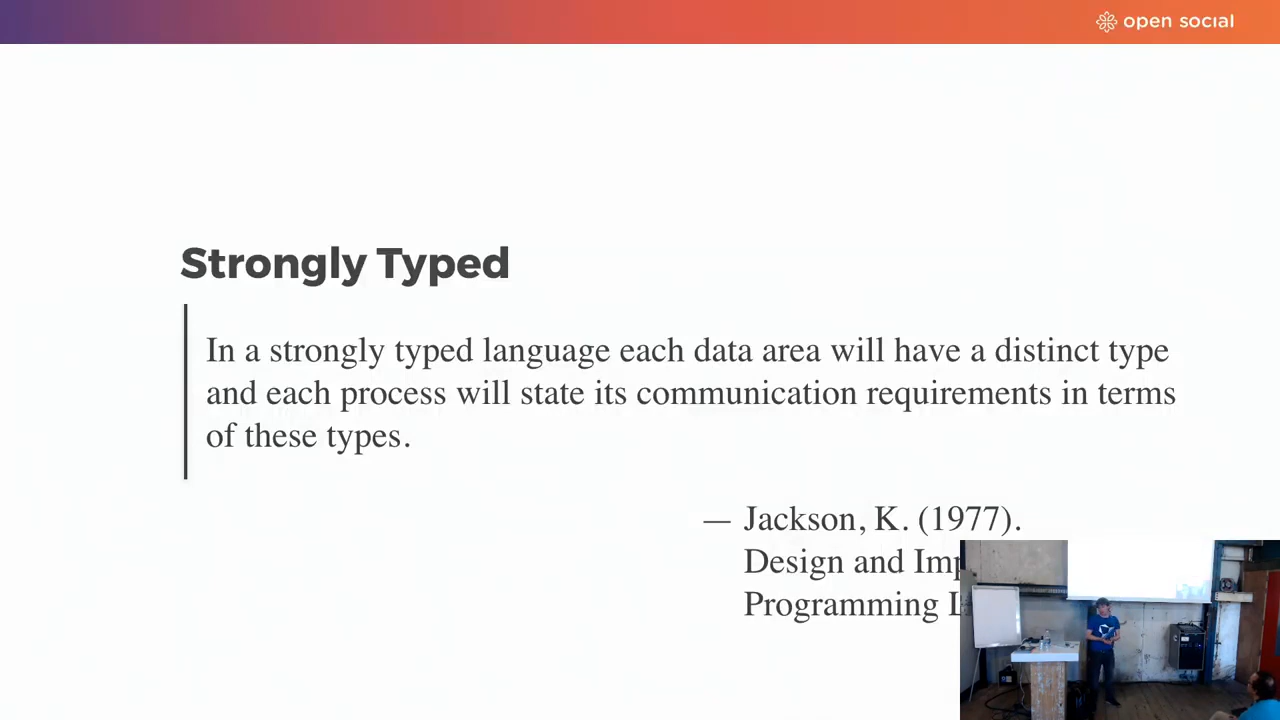 open social
Strongly Typed
In a strongly typed language each data area will have a distinct type
and each process will state its communication requirements in terms
of these types.
— Jackson, K. (1977).
Design and
Programming